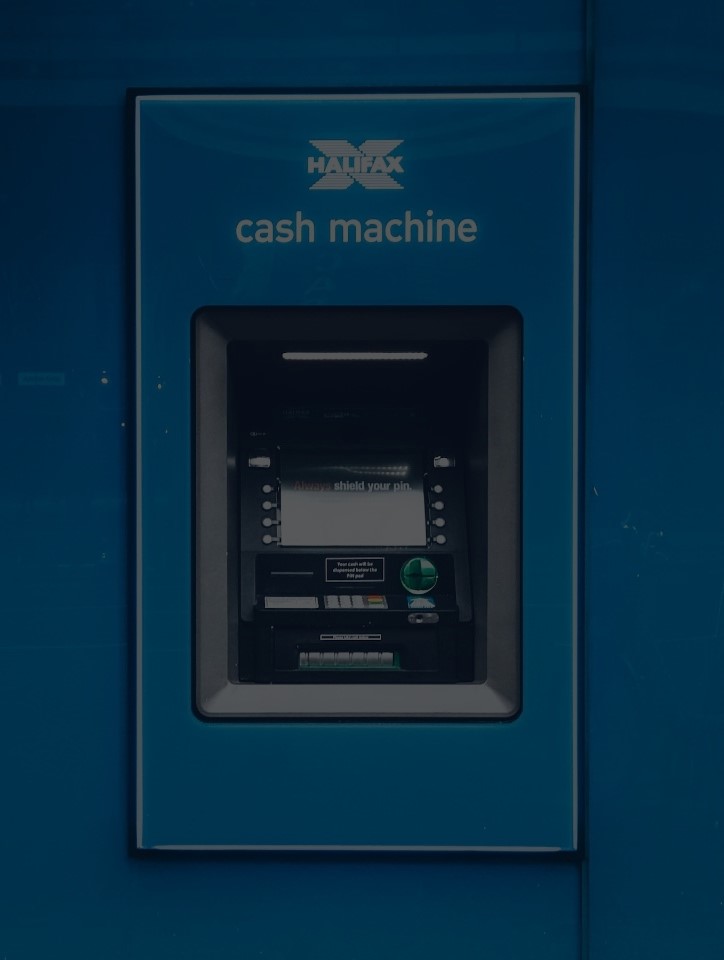 HALIFAX
cash machine
Always shield your pin.
Your cash will be
dispensed below the
PIN pad